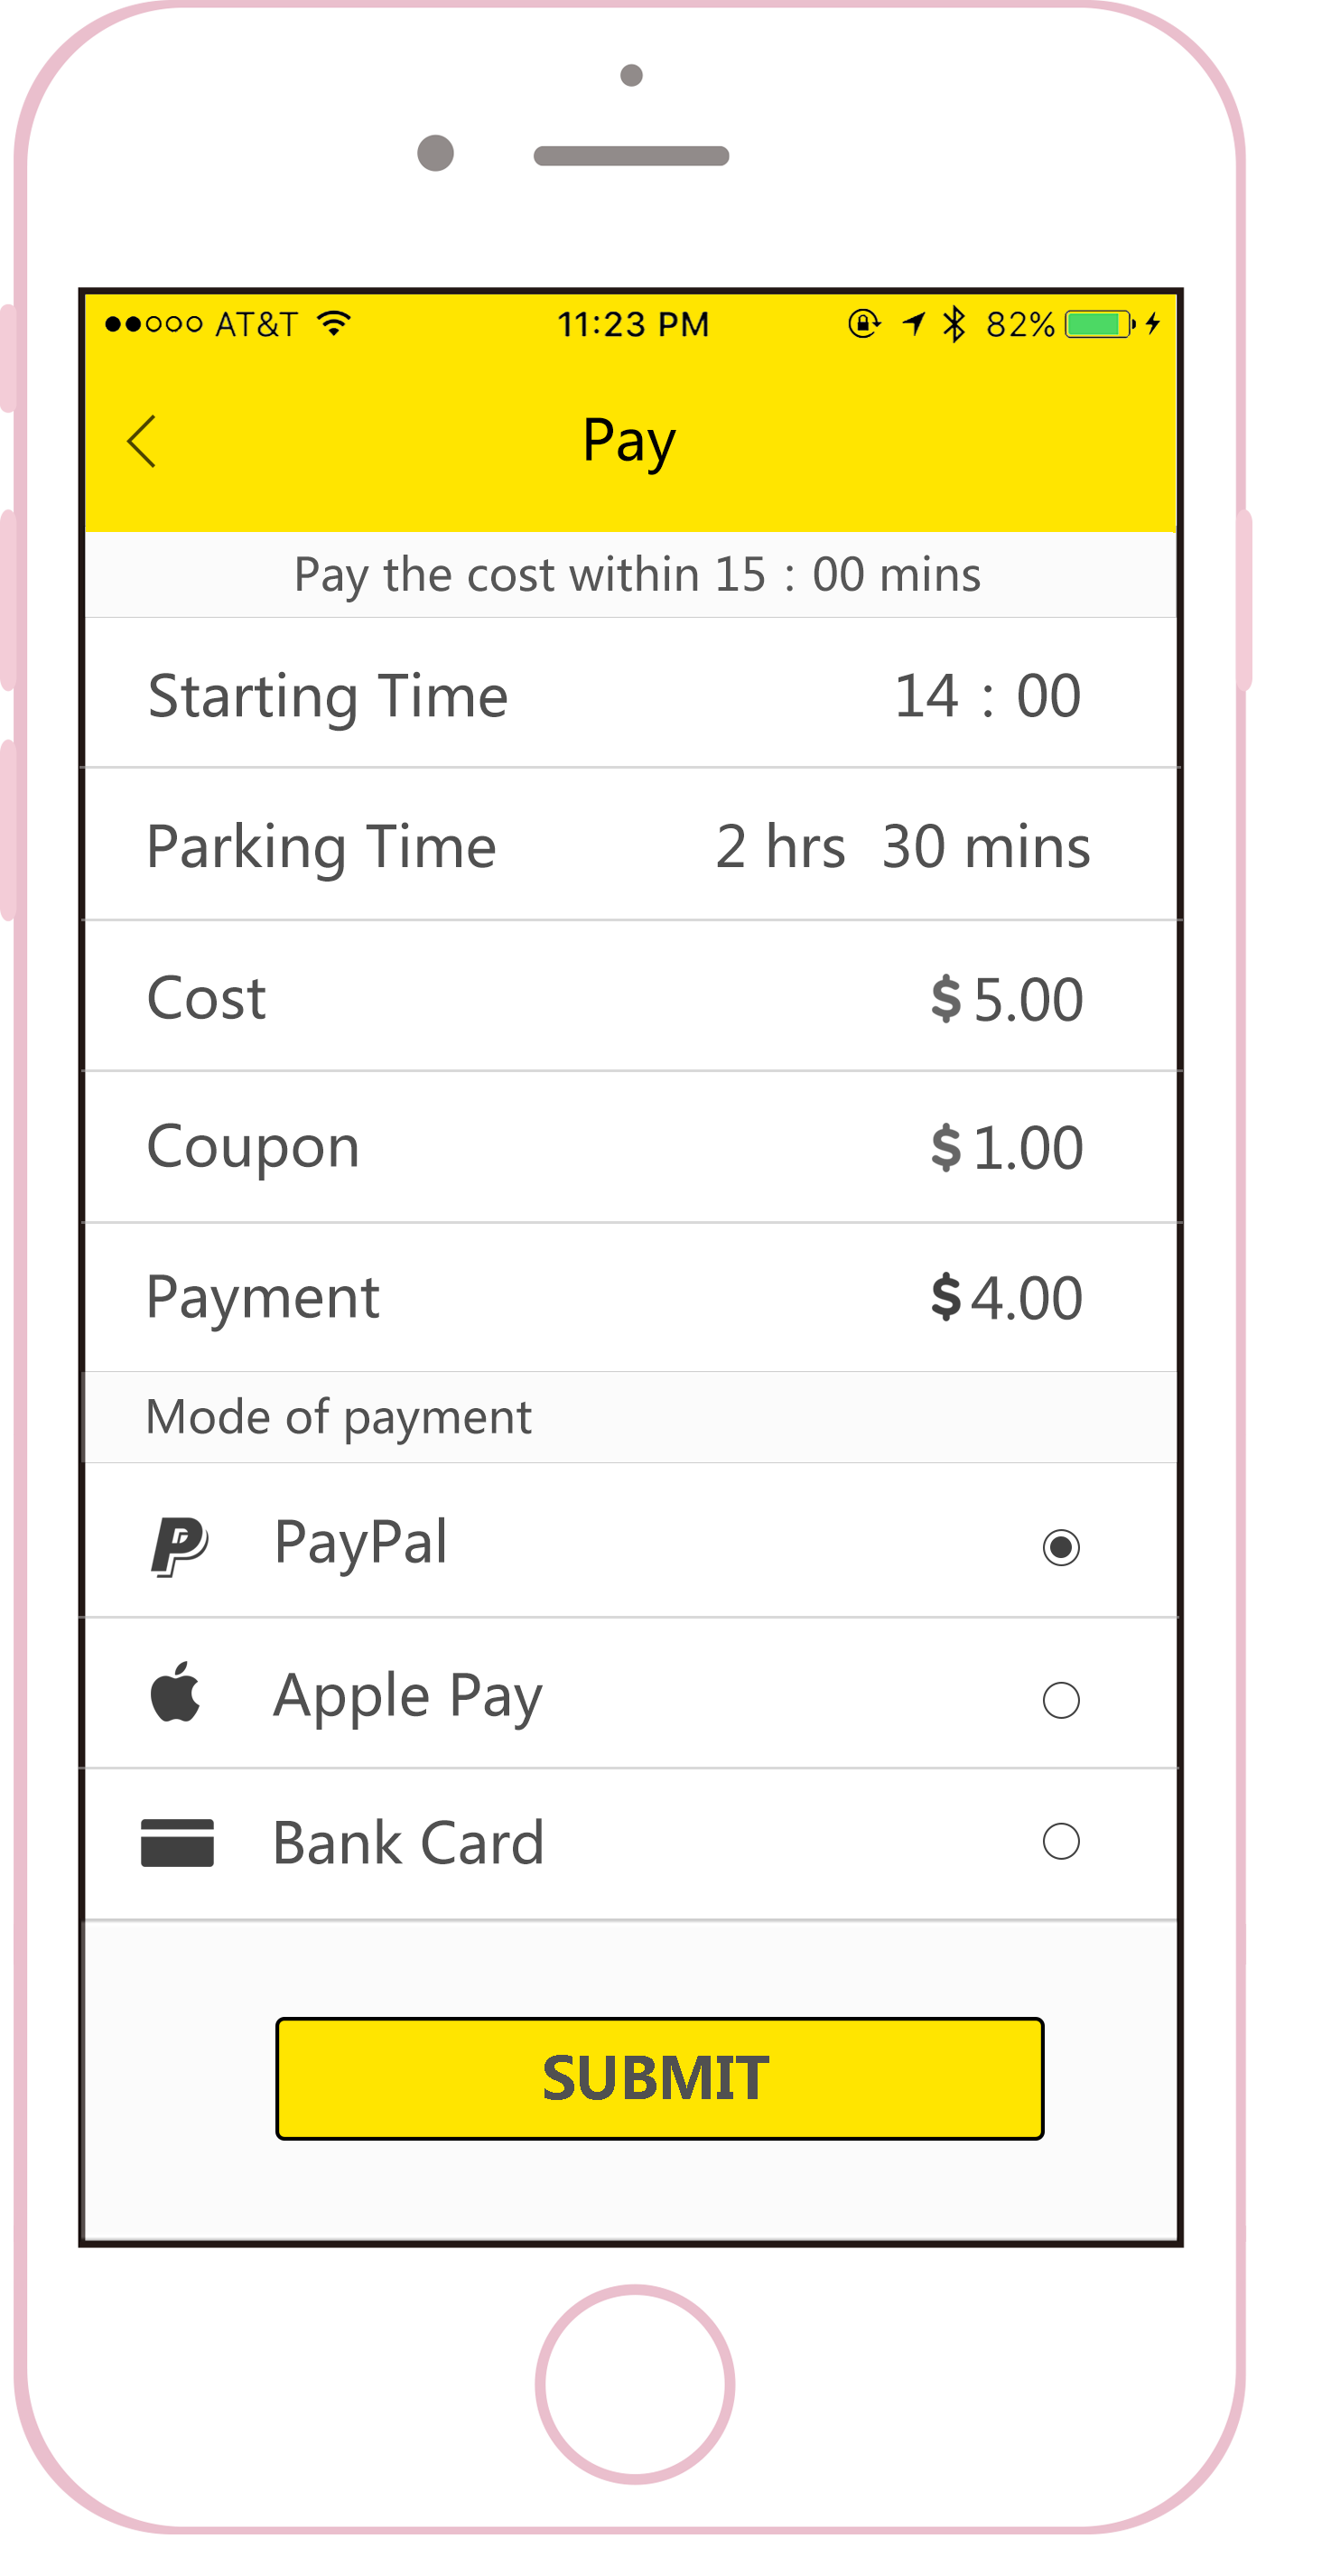 AT&T 11:23 PM 82%
Pay
Pay the cost within 15 : 00 mins
Starting Time 14 : 00
Parking Time 2 hrs 30 mins
Cost $5.00
Coupon $1.00
Payment $4.00
Mode of payment
PayPal
Apple Pay
Bank Card
SUBMIT